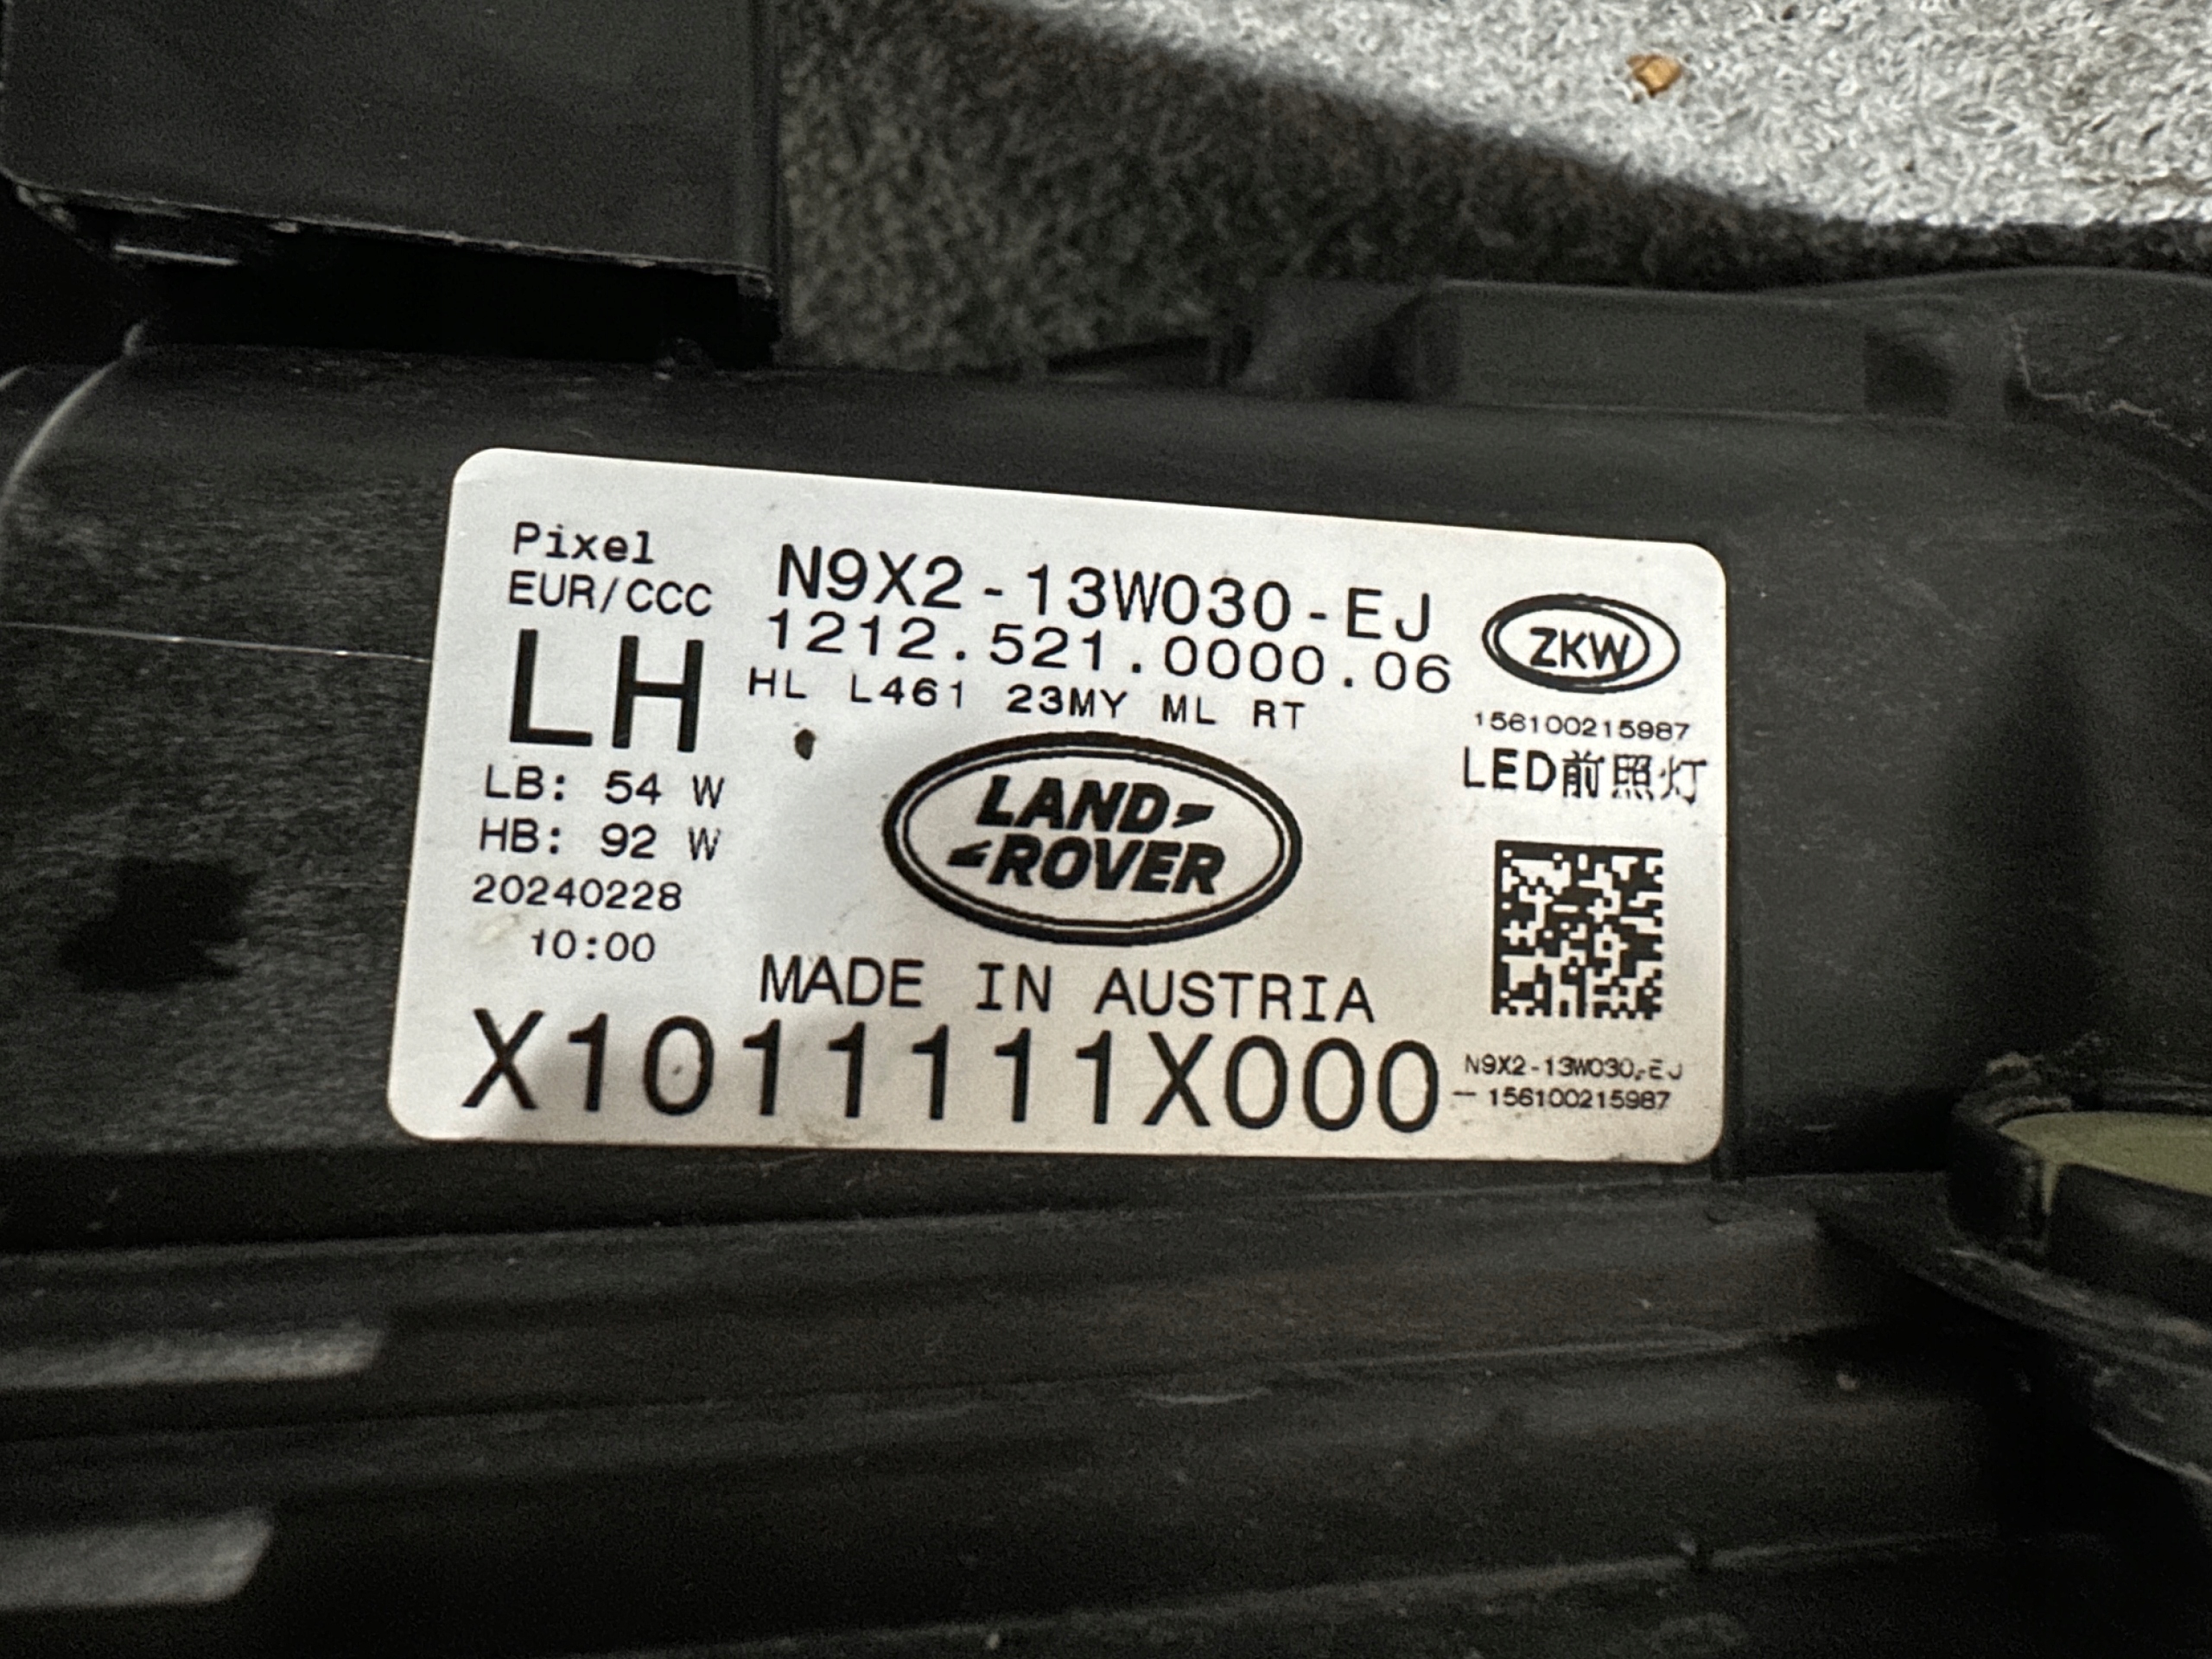 Pixel
EUR/CCC
LH
LB: 54 W
HB: 92 W
20240228
10:00
N9X2-13W030-EJ
1212.521.0000.06
HL L461 23MY ML RT
LAND
ROVER
MADE IN AUSTRIA
X1011111X000
ZKW
156100215987
LED前照灯
N9X2-13W030-EJ
-156100215987